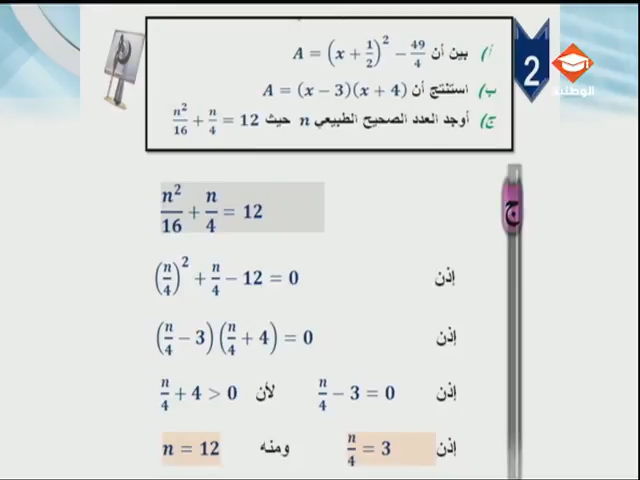 أ) بين أن A = (x + 1/2)² − 49/4
ب) استنتج أن A = (x − 3)(x + 4)
ج) أوجد العدد الصحيح الطبيعي n حيث n²/16 + n/4 = 12
2
الوطنية
ج
n²/16 + n/4 = 12
إذن (n/4)² + n/4 − 12 = 0
إذن (n/4 − 3)(n/4 + 4) = 0
إذن n/4 − 3 = 0 لأن n/4 + 4 > 0
إذن n/4 = 3 ومنه n = 12